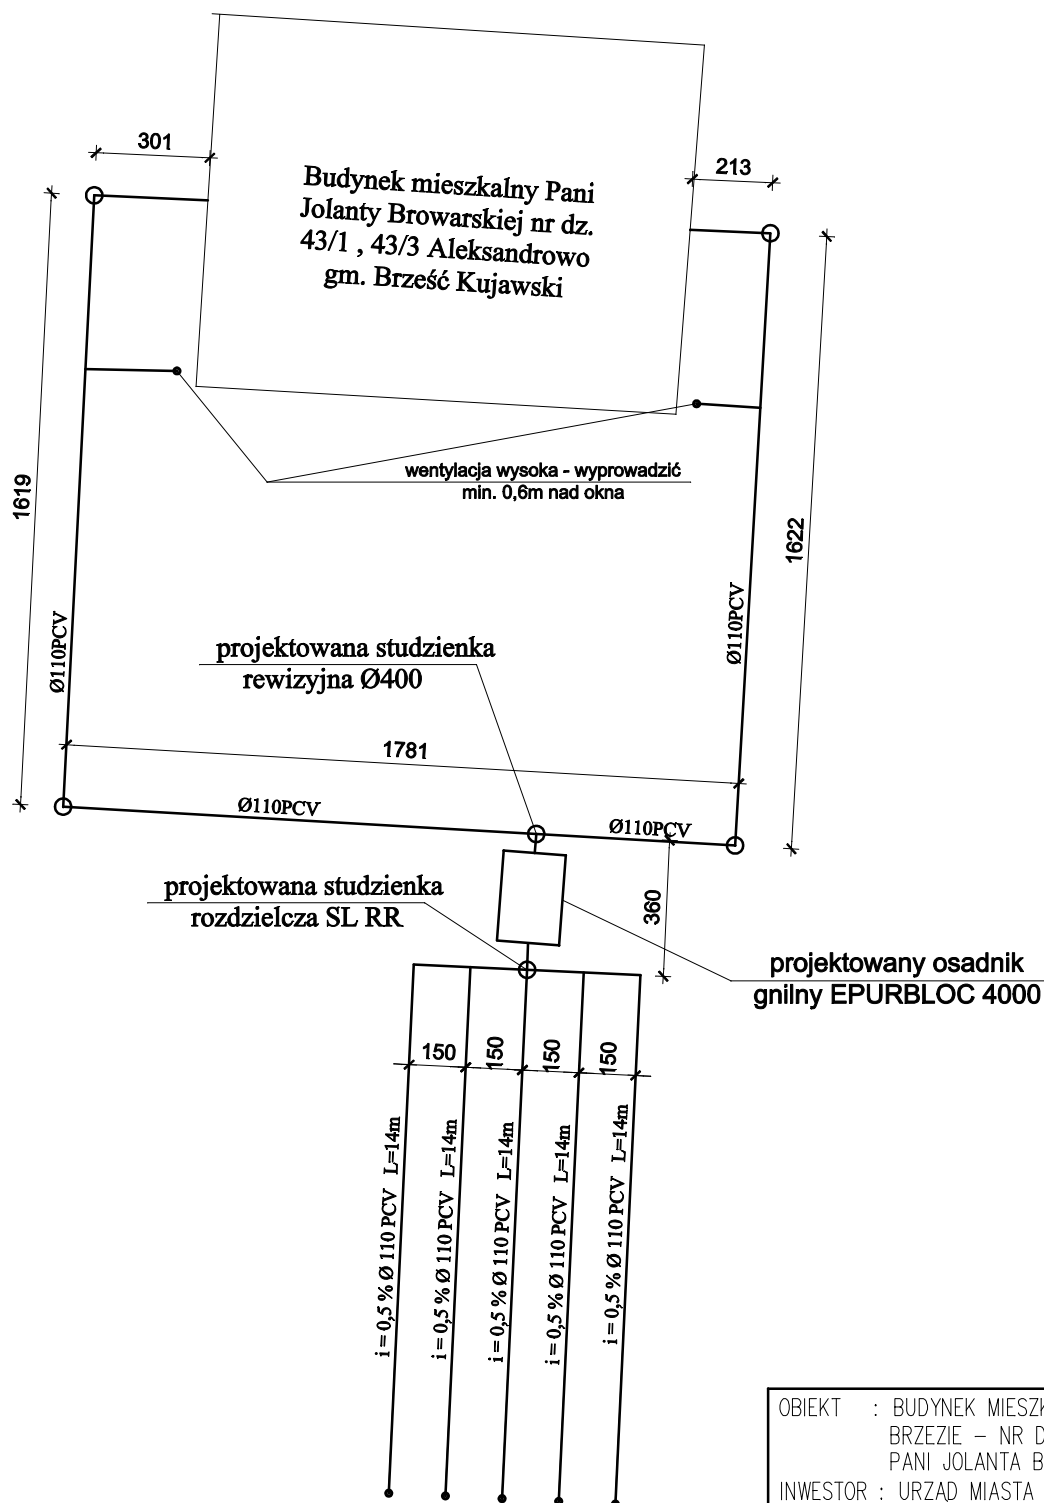 301
213
Budynek mieszkalny Pani
Jolanty Browarskiej nr dz.
43/1 , 43/3 Aleksandrowo
gm. Brześć Kujawski
wentylacja wysoka - wyprowadzić
min. 0,6m nad okna
1619
1622
Ø110PCV
Ø110PCV
projektowana studzienka
rewizyjna Ø400
1781
Ø110PCV
Ø110PCV
projektowana studzienka
rozdzielcza SL RR
360
projektowany osadnik
gnilny EPURBLOC 4000
150
150
150
150
i = 0,5 % Ø 110 PCV L=14m
i = 0,5 % Ø 110 PCV L=14m
i = 0,5 % Ø 110 PCV L=14m
i = 0,5 % Ø 110 PCV L=14m
i = 0,5 % Ø 110 PCV L=14m
OBIEKT : BUDYNEK
BRZEZIE – NR
PANI JOLANTA
INWESTOR : URZĄD MIASTA